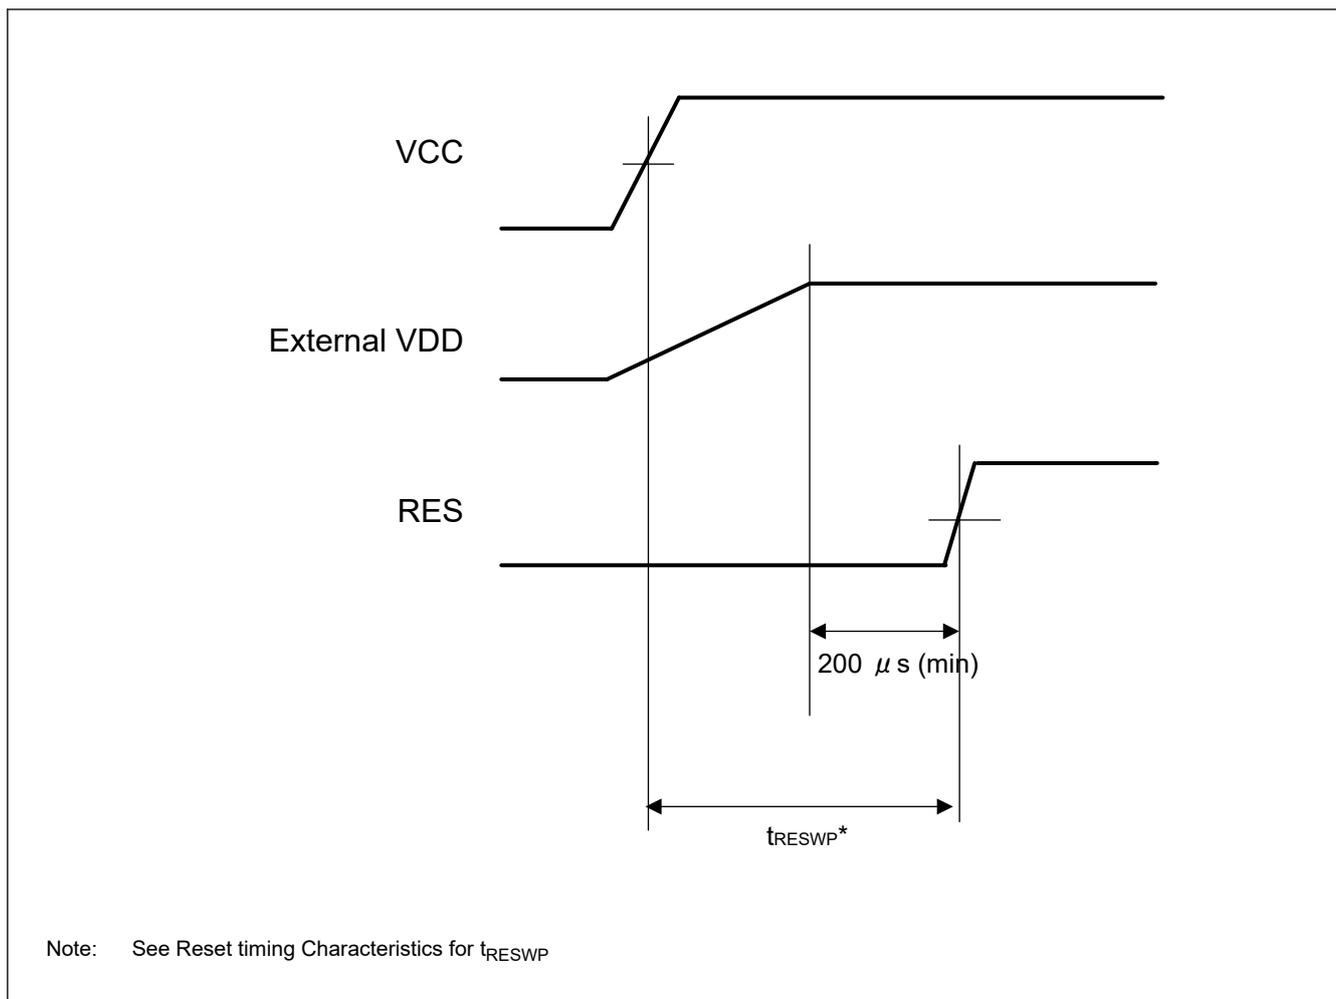 VCC
External VDD
RES
200 μs (min)
tRESWP*
Note: See Reset timing Characteristics for tRESWP